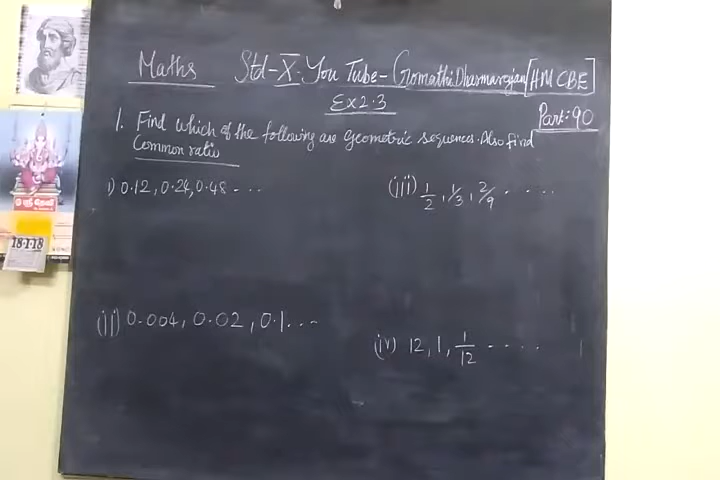 Maths Std-X. You Tube-Gomathi Dharmarajan [HM CBE]
Ex 2.3
Part: 90
1. Find which of the following are geometric sequences. Also find
Common ratio
i) 0.12, 0.24, 0.48 - ...
(iii) 1/2, 1/3, 2/9 . . . ..
(ii) 0.004, 0.02, 0.1 ...-
(iv) 12, 1, 1/12 - - - - .
18·1·18